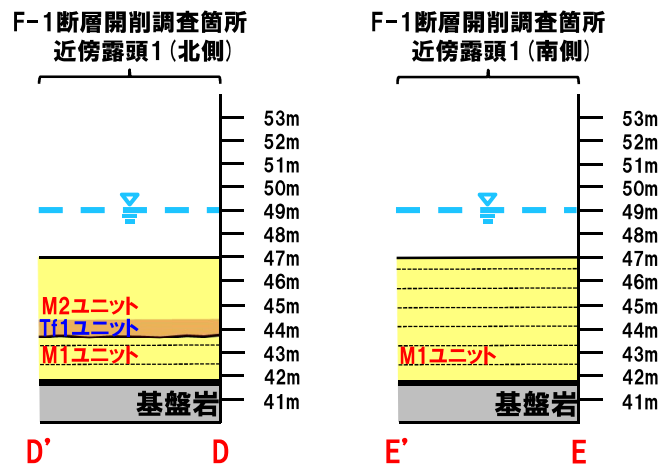 F-1断層開削調査箇所
近傍露頭1(北側)
53m
52m
51m
50m
49m
48m
47m
46m
45m
44m
43m
42m
41m
M2ユニット
Tf1ユニット
M1ユニット
基盤岩
D'
D
F-1断層開削調査箇所
近傍露頭1(南側)
53m
52m
51m
50m
49m
48m
47m
46m
45m
44m
43m
42m
41m
M1ユニット
基盤岩
E'
E